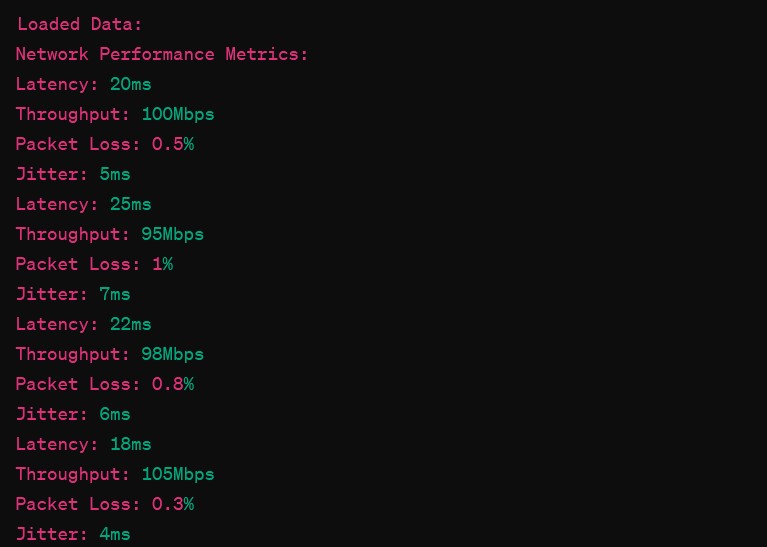 Loaded Data:
Network Performance Metrics:
Latency: 20ms
Throughput: 100Mbps
Packet Loss: 0.5%
Jitter: 5ms
Latency: 25ms
Throughput: 95Mbps
Packet Loss: 1%
Jitter: 7ms
Latency: 22ms
Throughput: 98Mbps
Packet Loss: 0.8%
Jitter: 6ms
Latency: 18ms
Throughput: 105Mbps
Packet Loss: 0.3%
Jitter: 4ms